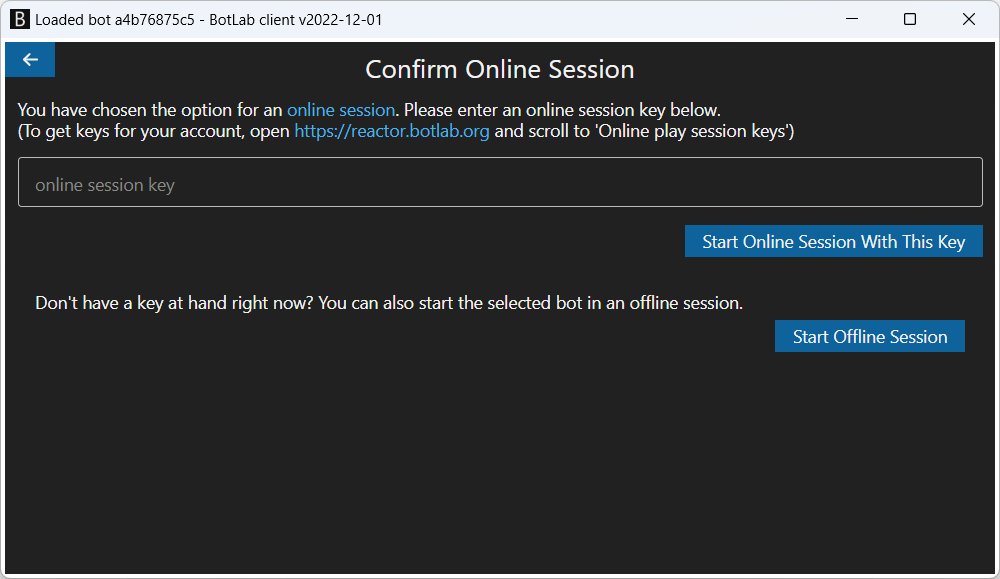 B Loaded bot a4b76875c5 - BotLab client v2022-12-01
Confirm Online Session
You have chosen the option for an online session. Please enter an online session key below.
(To get keys for your account, open https://reactor.botlab.org and scroll to 'Online play session keys')
online session key
Start Online Session With This Key
Don't have a key at hand right now? You can also start the selected bot in an offline session.
Start Offline Session